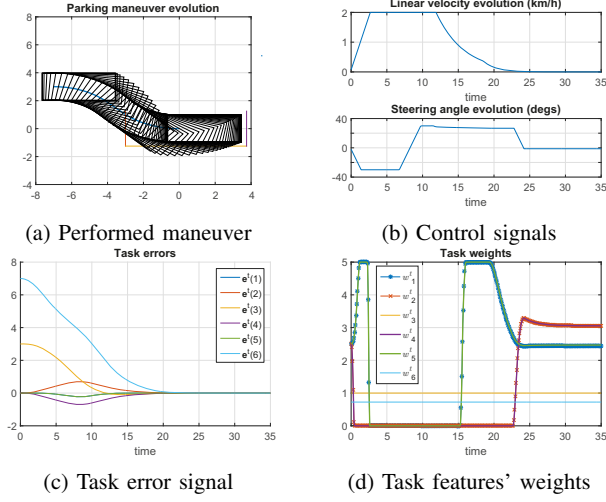 Parking maneuver evolution
8
6
4
2
0
-2
-4
-8 -6 -4 -2 0 2 4
(a) Performed maneuver
Linear velocity evolution (km/h)
2
1
0
0 5 10 15 20 25 30 35
time
Steering angle evolution (degs)
40
0
-40
0 5 10 15 20 25 30 35
time
(b) Control signals
Task errors
8
6
4
2
0
-2
0 5 10 15 20 25 30 35
time
e^t(1)
e^t(2)
e^t(3)
e^t(4)
e^t(5)
e^t(6)
(c) Task error signal
Task weights
5
4
3
2
1
0
0 5 10 15 20 25 30 35
time
w^t_1
w^t_2
w^t_3
w^t_4
w^t_5
w^t_6
(d) Task features' weights